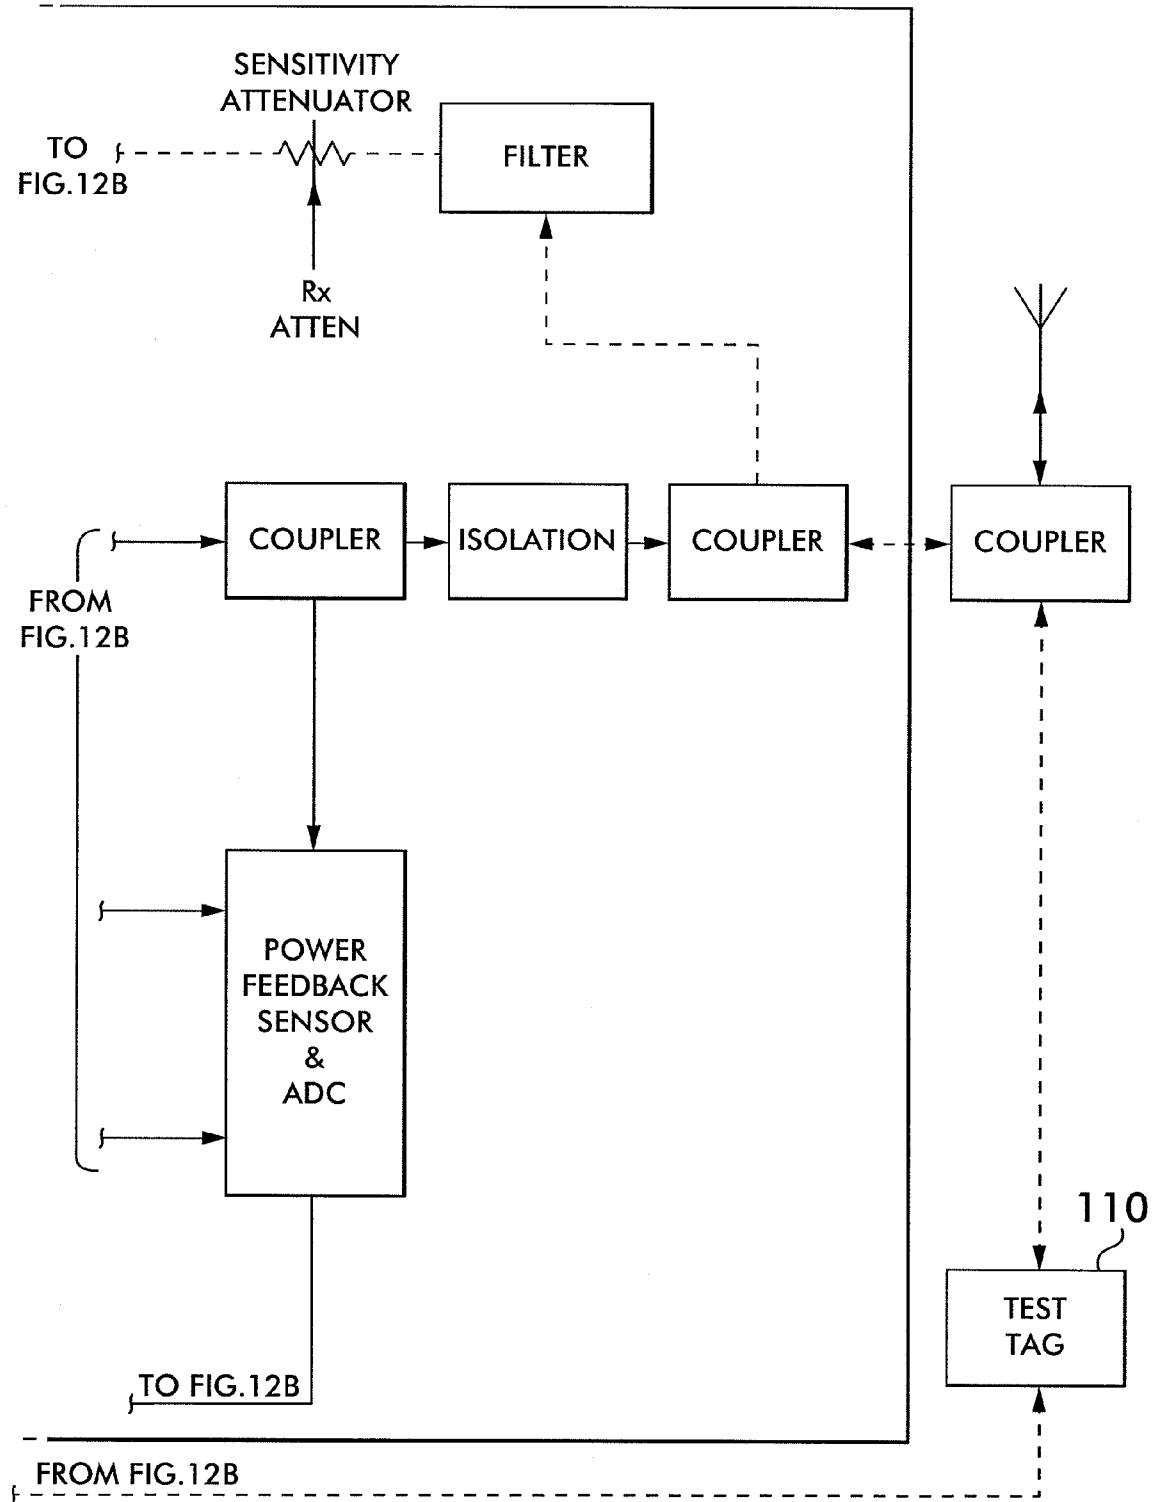 SENSITIVITY
ATTENUATOR
TO
FIG.12B
FILTER
Rx
ATTEN
COUPLER
ISOLATION
COUPLER
COUPLER
FROM
FIG.12B
POWER
FEEDBACK
SENSOR
&
ADC
110
TEST
TAG
TO FIG.12B
FROM FIG.12B